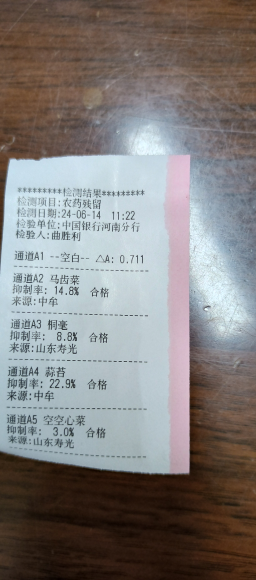 *********检测结果*********
检测项目:农药残留
检测日期:24-06-14 11:22
检验单位:中国银行河南分行
检验人:曲胜利
通道A1 --空白-- △A: 0.711
通道A2 马齿菜
抑制率: 14.8% 合格
来源:中牟
通道A3 桐毫
抑制率: 8.8% 合格
来源:山东寿光
通道A4 蒜苔
抑制率: 22.9% 合格
来源:中牟
通道A5 空空心菜
抑制率: 3.0% 合格
来源:山东寿光